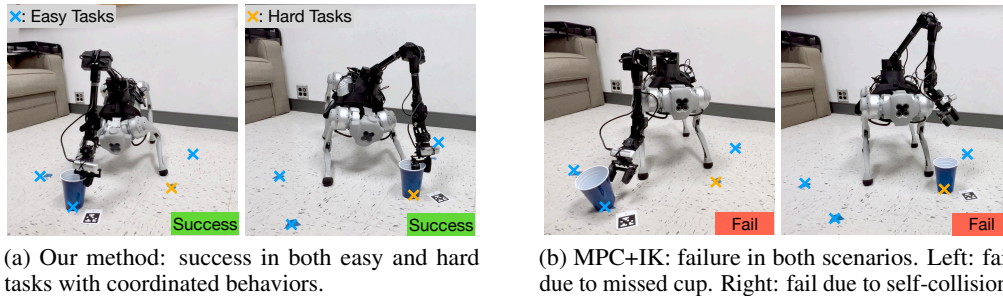 ×: Easy Tasks
×: Hard Tasks
Success
Success
Fail
Fail
(a) Our method: success in both easy and hard
tasks with coordinated behaviors.
(b) MPC+IK: failure in both scenarios. Left: fai
due to missed cup. Right: fail due to self-collision